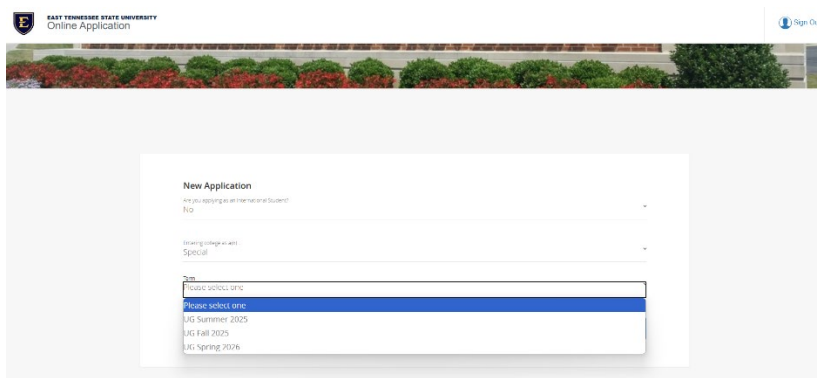 EAST TENNESSEE STATE UNIVERSITY
Online Application
Sign Ou
New Application
Are you applying as an International Student?
No
Entering college as a(n)
Special
Term
Please select one
Please select one
UG Summer 2025
UG Fall 2025
UG Spring 2026